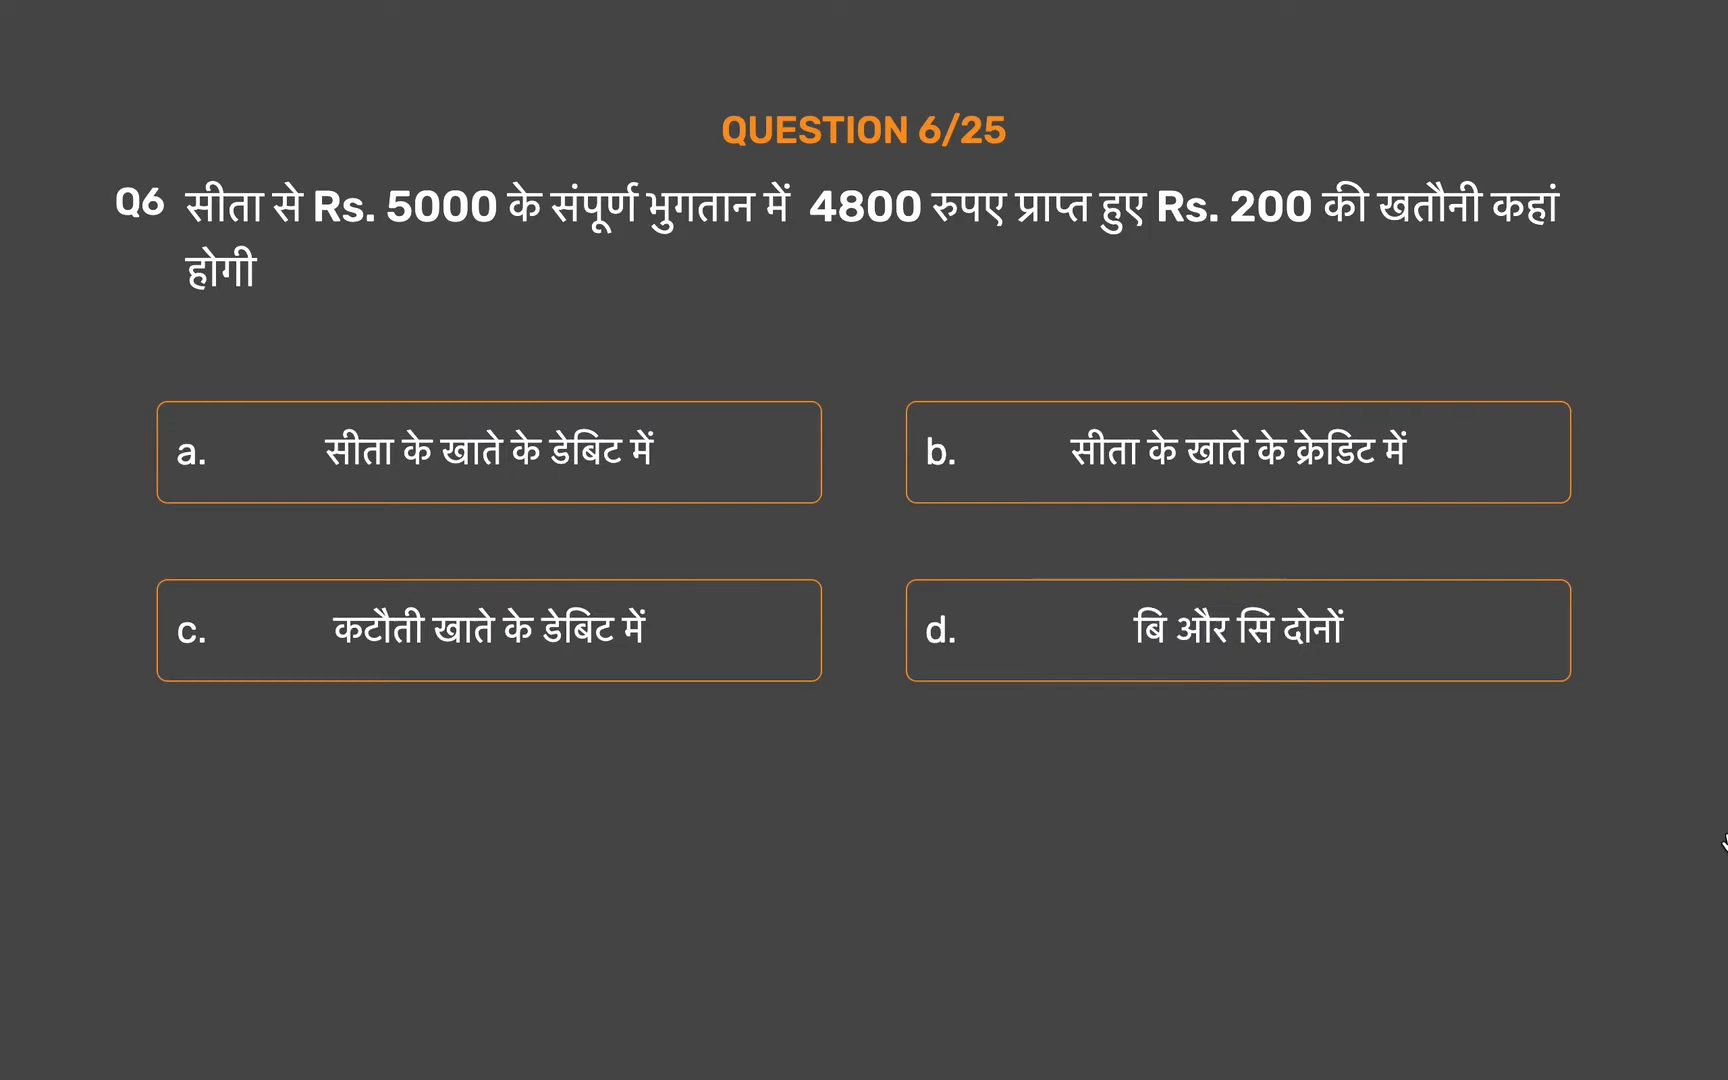 QUESTION 6/25
Q6 सीता से Rs. 5000 के संपूर्ण भुगतान में 4800 रुपए प्राप्त हुए Rs. 200 की खतौनी कहां
होगी
a. सीता के खाते के डेबिट में
b. सीता के खाते के क्रेडिट में
c. कटौती खाते के डेबिट में
d. बि और सि दोनों